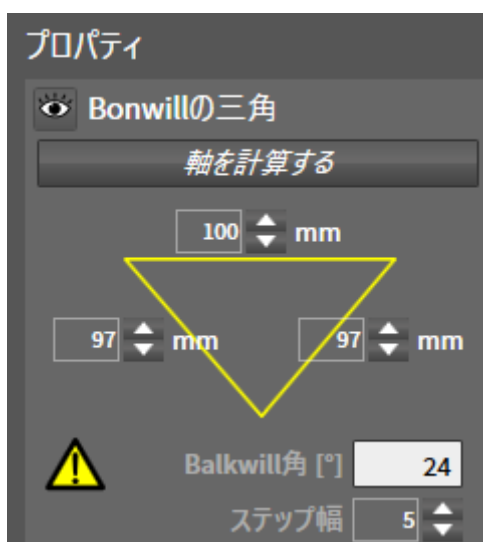 プロパティ
Bonwillの三角
軸を計算する
100 mm
97 mm 97 mm
Balkwill角 [°] 24
ステップ幅 5